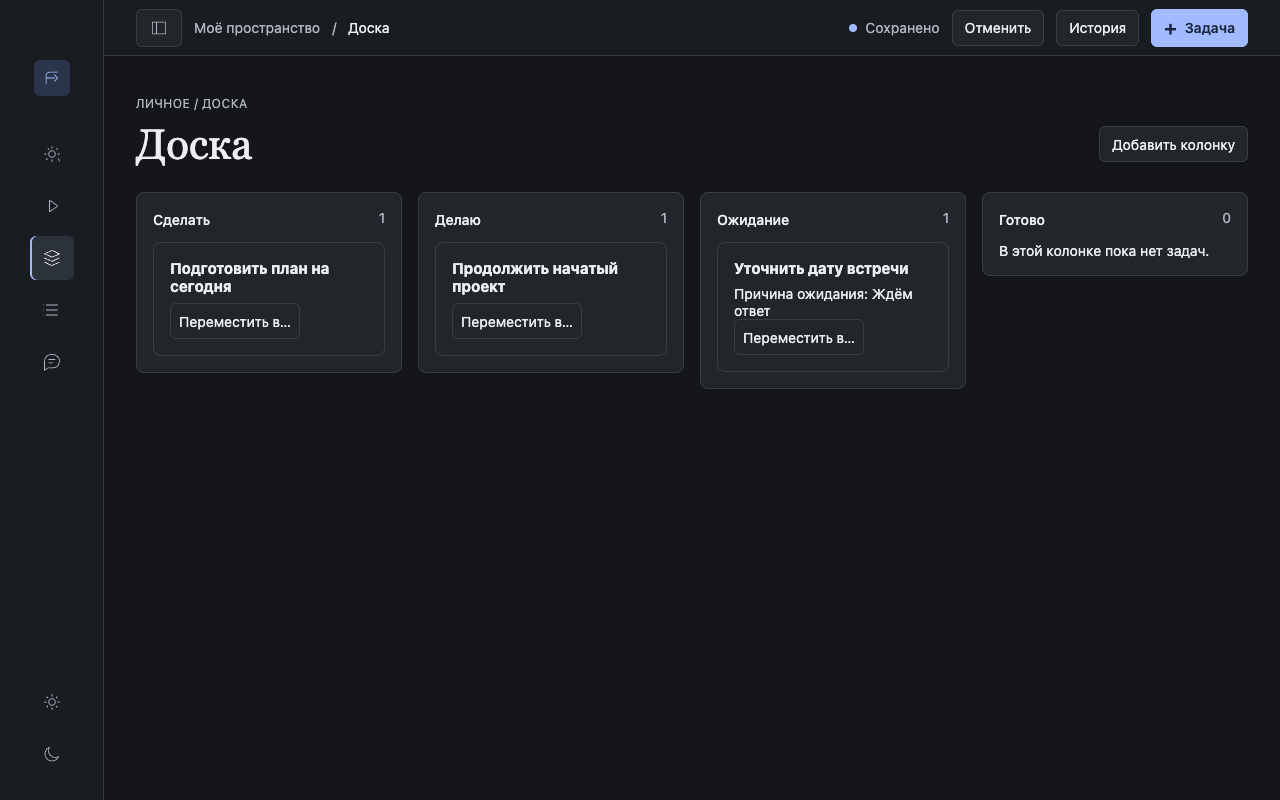 Моё пространство / Доска
Сохранено
Отменить
История
+ Задача
ЛИЧНОЕ / ДОСКА
Доска
Добавить колонку
Сделать 1
Подготовить план на
сегодня
Переместить в...
Делаю 1
Продолжить начатый
проект
Переместить в...
Ожидание 1
Уточнить дату встречи
Причина ожидания: Ждём
ответ
Переместить в...
Готово 0
В этой колонке пока нет задач.